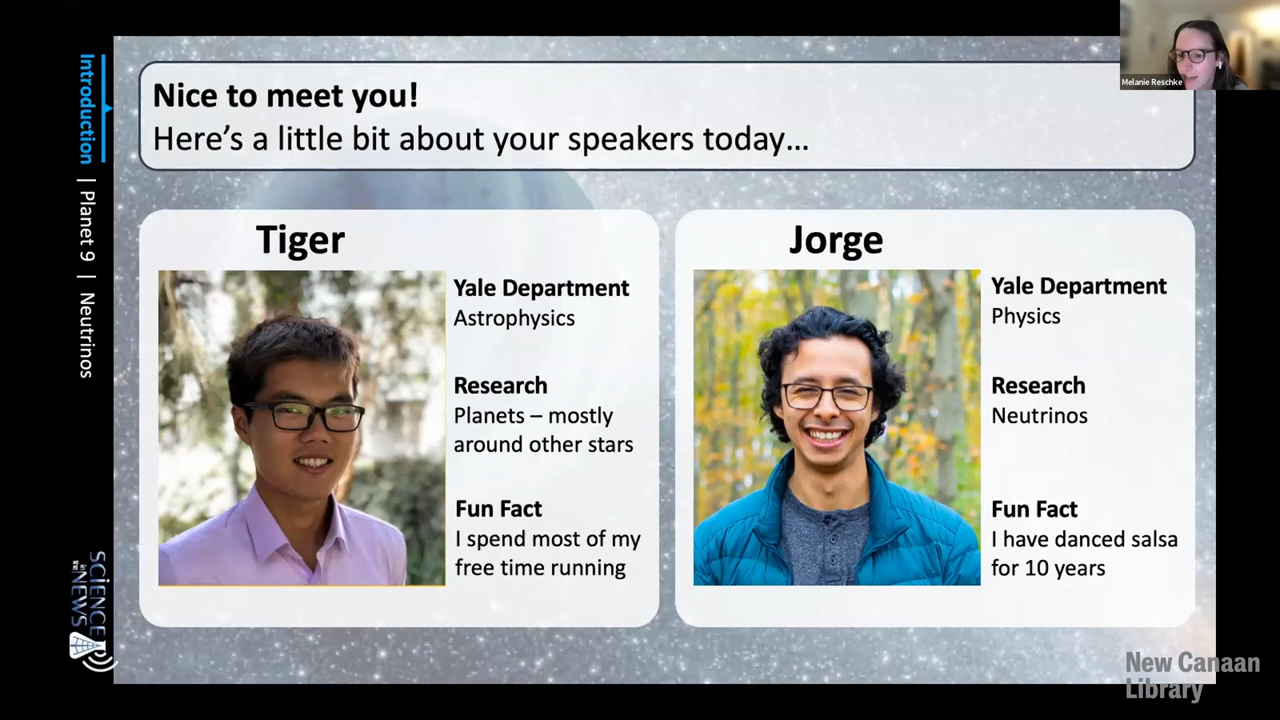 Nice to meet you!
Here's a little bit about your speakers today...
Melanie Reschke
Introduction | Planet 9 | Neutrinos
Tiger
Yale Department
Astrophysics
Research
Planets – mostly
around other stars
Fun Fact
I spend most of my
free time running
Jorge
Yale Department
Physics
Research
Neutrinos
Fun Fact
I have danced salsa
for 10 years
SCIENCE
IN THE
NEWS
New Canaan
Library